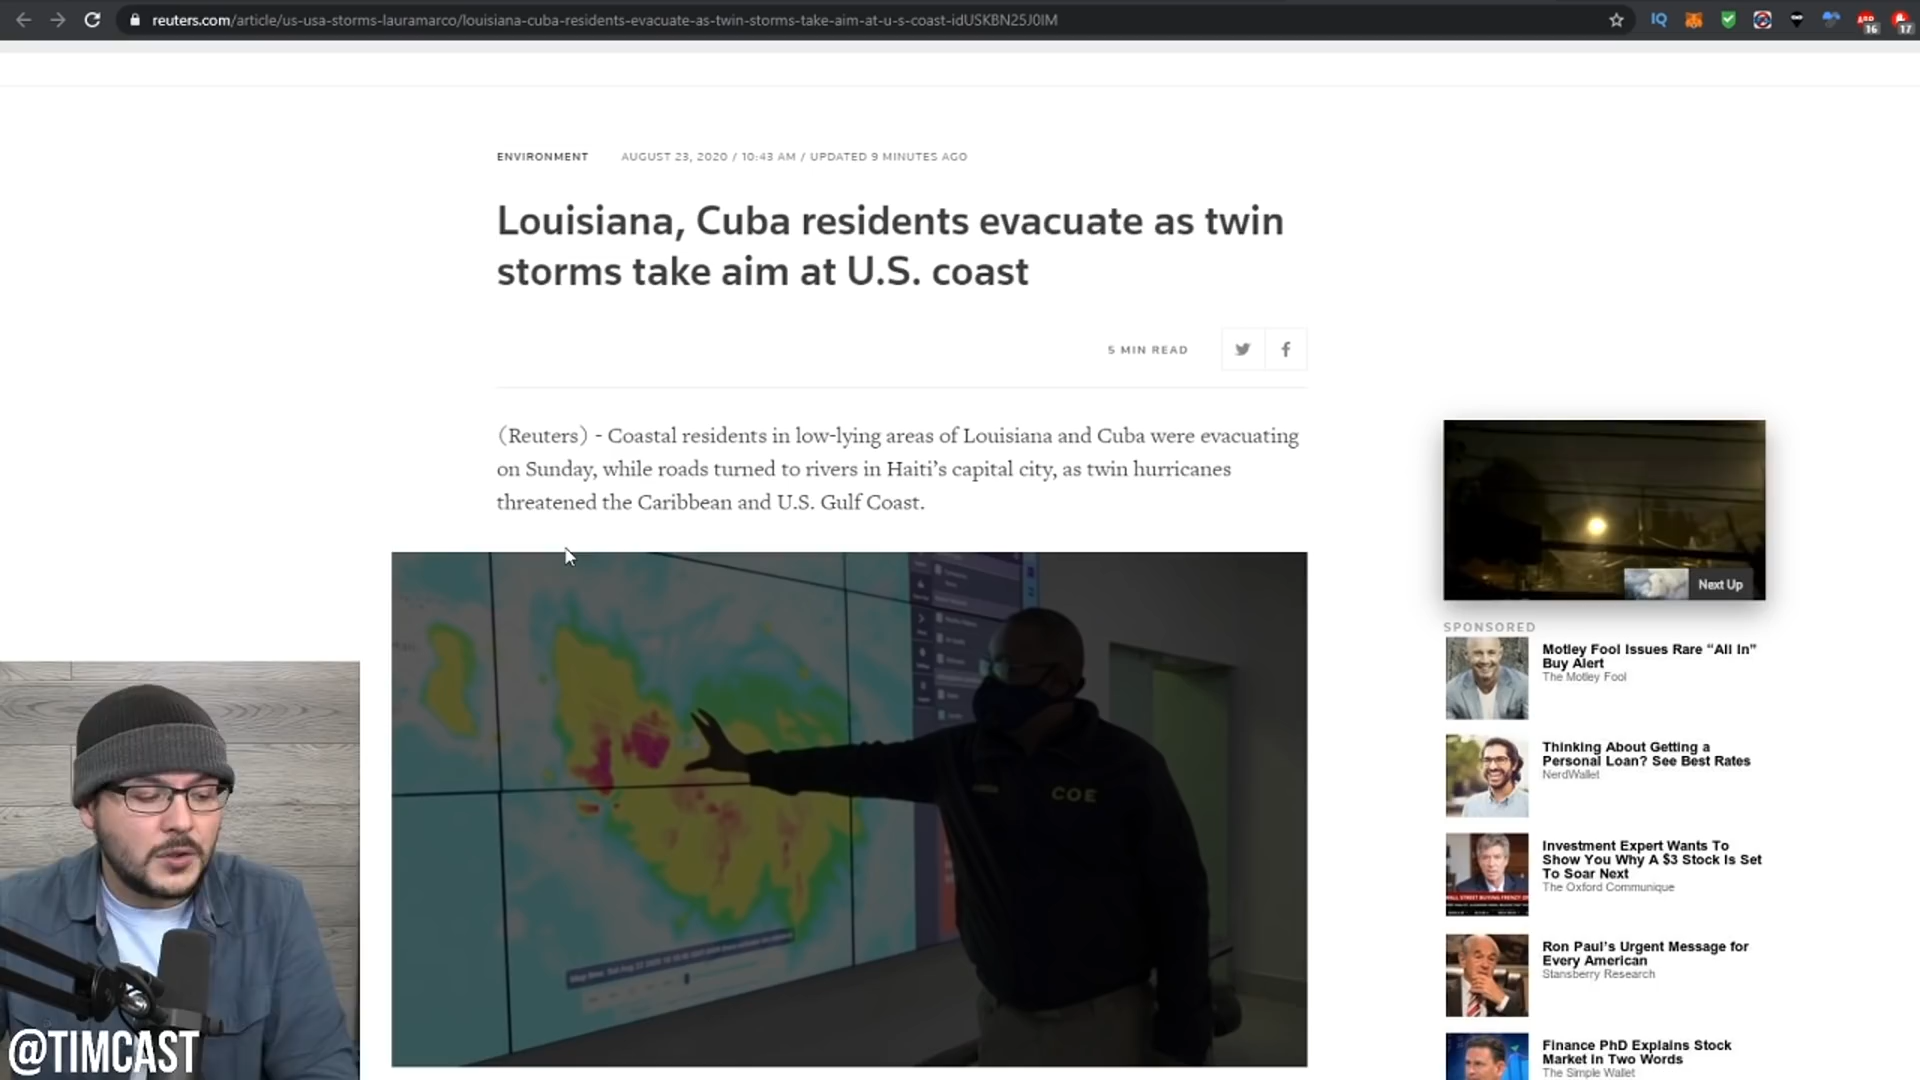 reuters.com/article/us-usa-storms-lauramarco/louisiana-cuba-residents-evacuate-as-twin-storms-take-aim-at-u-s-coast-idUSKBN25J0IM
IQ
16
17
ENVIRONMENT
AUGUST 23, 2020 / 10:43 AM / UPDATED 9 MINUTES AGO
Louisiana, Cuba residents evacuate as twin
storms take aim at U.S. coast
5 MIN READ
(Reuters) - Coastal residents in low-lying areas of Louisiana and Cuba were evacuating
on Sunday, while roads turned to rivers in Haiti’s capital city, as twin hurricanes
threatened the Caribbean and U.S. Gulf Coast.
COE
Next Up
SPONSORED
Motley Fool Issues Rare “All In”
Buy Alert
The Motley Fool
Thinking About Getting a
Personal Loan? See Best Rates
NerdWallet
Investment Expert Wants To
Show You Why A $3 Stock Is Set
To Soar Next
The Oxford Communique
Ron Paul’s Urgent Message for
Every American
Stansberry Research
Finance PhD Explains Stock
Market in Two Words
The Simple Wallet
@TIMCAST